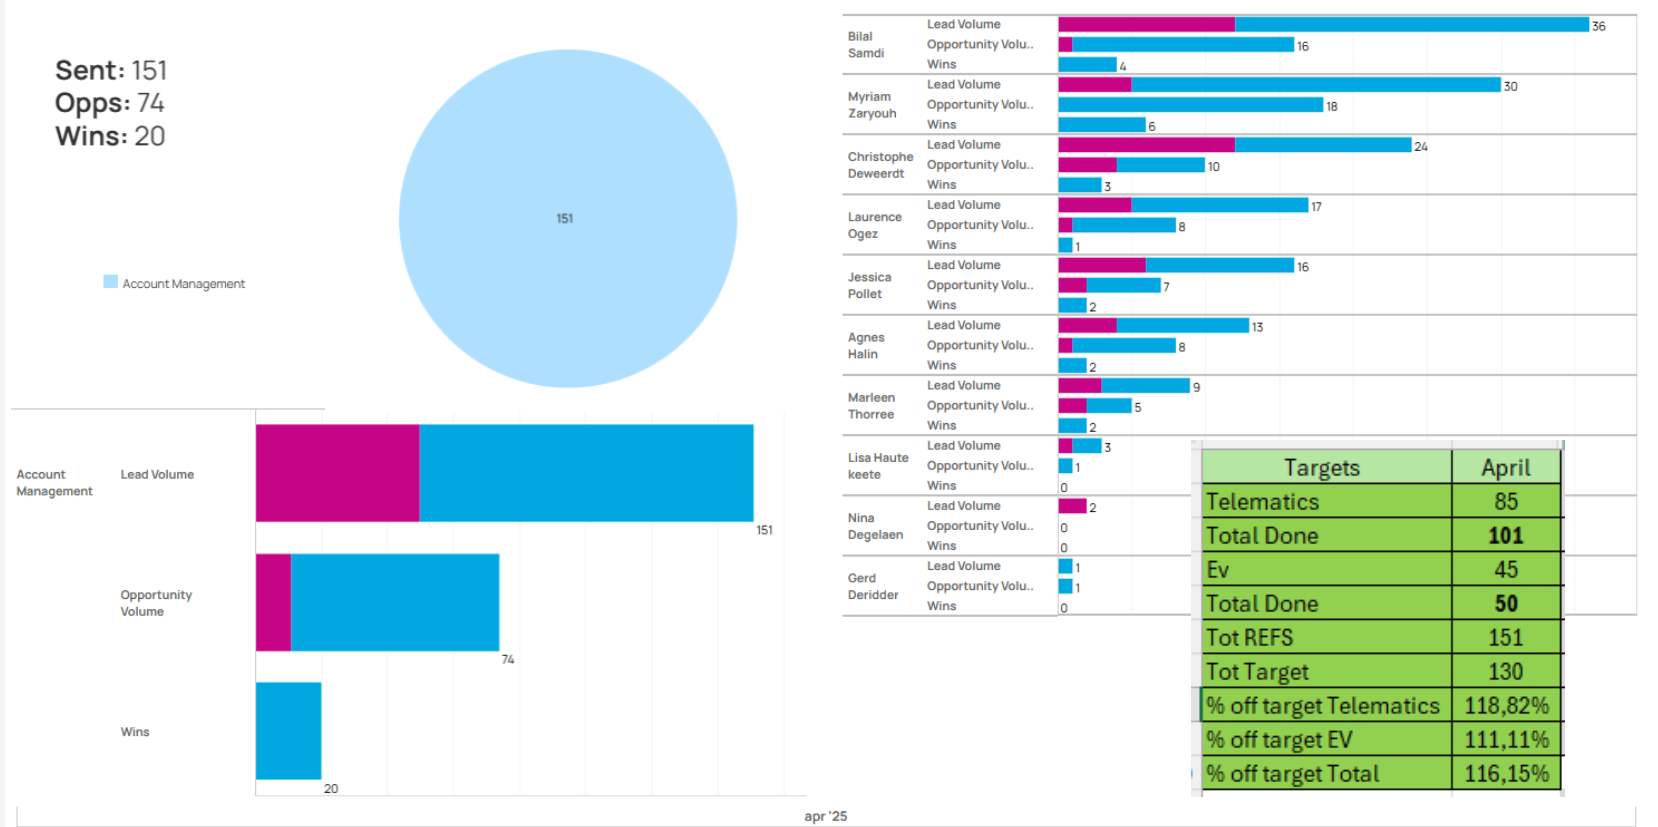 Sent: 151
Opps: 74
Wins: 20
151
Account Management
Account
Management
Lead Volume
151
Opportunity
Volume
74
Wins
20
Bilal
Samdi
Lead Volume 36
Opportunity Volu.. 16
Wins 4
Myriam
Zaryouh
Lead Volume 30
Opportunity Volu.. 18
Wins 6
Christophe
Deweerdt
Lead Volume 24
Opportunity Volu.. 10
Wins 3
Laurence
Ogez
Lead Volume 17
Opportunity Volu.. 8
Wins 1
Jessica
Pollet
Lead Volume 16
Opportunity Volu.. 7
Wins 2
Agnes
Halin
Lead Volume 13
Opportunity Volu.. 8
Wins 2
Marleen
Thorree
Lead Volume 9
Opportunity Volu.. 5
Wins 2
Lisa Haute
keete
Lead Volume 3
Opportunity Volu.. 1
Wins 0
Nina
Degelaen
Lead Volume 2
Opportunity Volu.. 0
Wins 0
Gerd
Deridder
Lead Volume 1
Opportunity Volu.. 1
Wins 0
Targets April
Telematics 85
Total Done 101
Ev 45
Total Done 50
Tot REFS 151
Tot Target 130
% off target Telematics 118,82%
% off target EV 111,11%
% off target Total 116,15%
apr '25